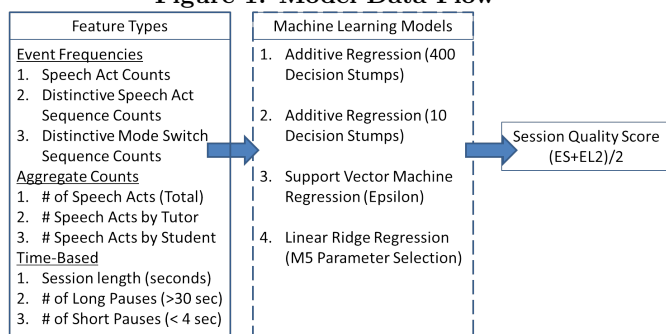 Figure 1: Model Data Flow
Feature Types
Event Frequencies
1. Speech Act Counts
2. Distinctive Speech Act
Sequence Counts
3. Distinctive Mode Switch
Sequence Counts
Aggregate Counts
1. # of Speech Acts (Total)
2. # Speech Acts by Tutor
3. # Speech Acts by Student
Time-Based
1. Session length (seconds)
2. # of Long Pauses (>30 sec)
3. # of Short Pauses (< 4 sec)
Machine Learning Models
1. Additive Regression (400
Decision Stumps)
2. Additive Regression (10
Decision Stumps)
3. Support Vector Machine
Regression (Epsilon)
4. Linear Ridge Regression
(M5 Parameter Selection)
Session Quality Score
(ES+EL2)/2